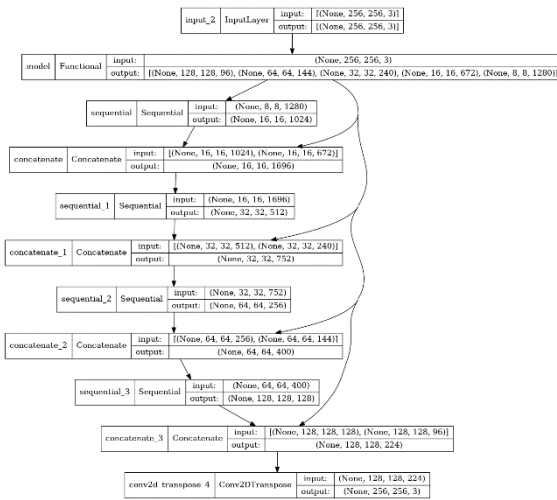 input_2 InputLayer input: [(None, 256, 256, 3)]
output: [(None, 256, 256, 3)]
model Functional input: (None, 256, 256, 3)
output: [(None, 128, 128, 96), (None, 64, 64, 144), (None, 32, 32, 240), (None, 16, 16, 672), (None, 8, 8, 1280)]
sequential Sequential input: (None, 8, 8, 1280)
output: (None, 16, 16, 1024)
concatenate Concatenate input: [(None, 16, 16, 1024), (None, 16, 16, 672)]
output: (None, 16, 16, 1696)
sequential_1 Sequential input: (None, 16, 16, 1696)
output: (None, 32, 32, 512)
concatenate_1 Concatenate input: [(None, 32, 32, 512), (None, 32, 32, 240)]
output: (None, 32, 32, 752)
sequential_2 Sequential input: (None, 32, 32, 752)
output: (None, 64, 64, 256)
concatenate_2 Concatenate input: [(None, 64, 64, 256), (None, 64, 64, 144)]
output: (None, 64, 64, 400)
sequential_3 Sequential input: (None, 64, 64, 400)
output: (None, 128, 128, 128)
concatenate_3 Concatenate input: [(None, 128, 128, 128), (None, 128, 128, 96)]
output: (None, 128, 128, 224)
conv2d_transpose_4 Conv2DTranspose input: (None, 128, 128, 224)
output: (None, 256, 256, 3)